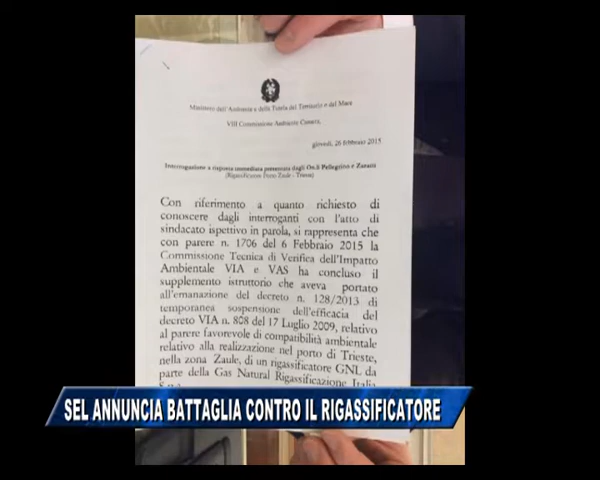 Ministero dell'Ambiente e della Tutela del Territorio e del Mare
VIII Commissione Ambiente Camera
giovedì, 26 febbraio 2015
Interrogazione a risposta immediata presentata dagli On.li Pellegrino e Zaratti
(Rigassificatore Porto Zaule - Trieste)
Con riferimento a quanto richiesto di
conoscere dagli interroganti con l'atto di
sindacato ispettivo in parola, si rappresenta che
con parere n. 1706 del 6 Febbraio 2015 la
Commissione Tecnica di Verifica dell'Impatto
Ambientale VIA e VAS ha concluso il
supplemento istruttorio che aveva portato
all'emanazione del decreto n. 128/2013 di
temporanea sospensione dell'efficacia del
decreto VIA n. 808 del 17 Luglio 2009, relativo
al parere favorevole di compatibilità ambientale
relativo alla realizzazione nel porto di Trieste,
nella zona Zaule, di un rigassificatore GNL da
parte della Gas Natural Rigassificazione Italia
SEL ANNUNCIA BATTAGLIA CONTRO IL RIGASSIFICATORE